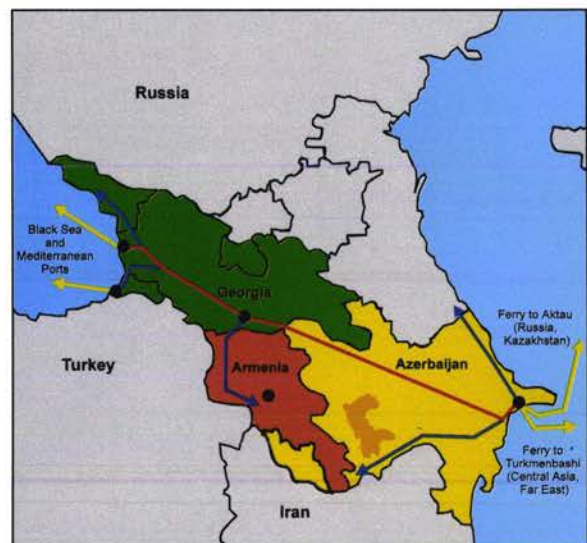 Russia
Black Sea
and
Mediterranean
Ports
Georgia
Turkey
Armenia
Azerbaijan
Ferry to Aktau
(Russia,
Kazakhstan)
Ferry to
Turkmenbashi
(Central Asia,
Far East)
Iran